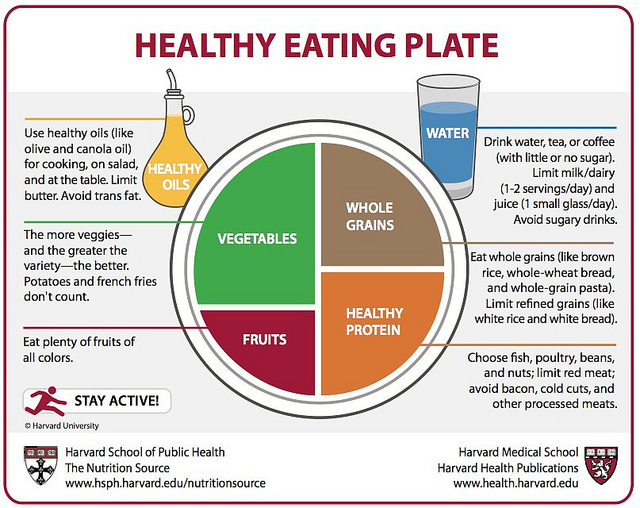 HEALTHY EATING PLATE
Use healthy oils (like
olive and canola oil)
for cooking, on salad,
and at the table. Limit
butter. Avoid trans fat.
HEALTHY
OILS
The more veggies—
and the greater the
variety—the better.
Potatoes and french fries
don't count.
Eat plenty of fruits of
all colors.
STAY ACTIVE!
© Harvard University
VEGETABLES
FRUITS
WHOLE
GRAINS
HEALTHY
PROTEIN
WATER
Drink water, tea, or coffee
(with little or no sugar).
Limit milk/dairy
(1-2 servings/day) and
juice (1 small glass/day).
Avoid sugary drinks.
Eat whole grains (like brown
rice, whole-wheat bread,
and whole-grain pasta).
Limit refined grains (like
white rice and white bread).
Choose fish, poultry, beans,
and nuts; limit red meat;
avoid bacon, cold cuts, and
other processed meats.
Harvard School of Public Health
The Nutrition Source
www.hsph.harvard.edu/nutritionsource
Harvard Medical School
Harvard Health Publications
www.health.harvard.edu